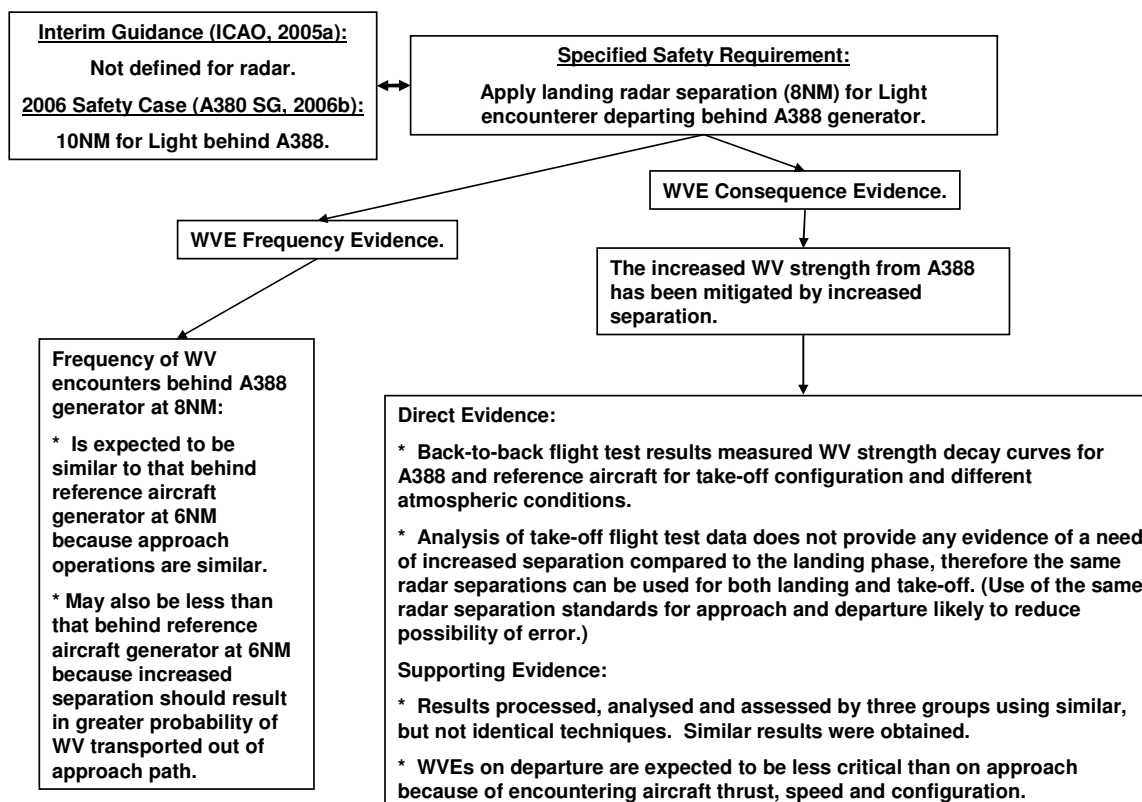 Interim Guidance (ICAO, 2005a):
Not defined for radar.
2006 Safety Case (A380 SG, 2006b):
10NM for Light behind A388.
Specified Safety Requirement:
Apply landing radar separation (8NM) for Light
encounterer departing behind A388 generator.
WVE Frequency Evidence.
WVE Consequence Evidence.
The increased WV strength from A388
has been mitigated by increased
separation.
Frequency of WV
encounters behind A388
generator at 8NM:
* Is expected to be
similar to that behind
reference aircraft
generator at 6NM
because approach
operations are similar.
* May also be less than
that behind reference
aircraft generator at 6NM
because increased
separation should result
in greater probability of
WV transported out of
approach path.
Direct Evidence:
* Back-to-back flight test results measured WV strength decay curves for
A388 and reference aircraft for take-off configuration and different
atmospheric conditions.
* Analysis of take-off flight test data does not provide any evidence of a need
of increased separation compared to the landing phase, therefore the same
radar separations can be used for both landing and take-off. (Use of the same
radar separation standards for approach and departure likely to reduce
possibility of error.)
Supporting Evidence:
* Results processed, analysed and assessed by three groups using similar,
but not identical techniques. Similar results were obtained.
* WVEs on departure are expected to be less critical than on approach
because of encountering aircraft thrust, speed and configuration.